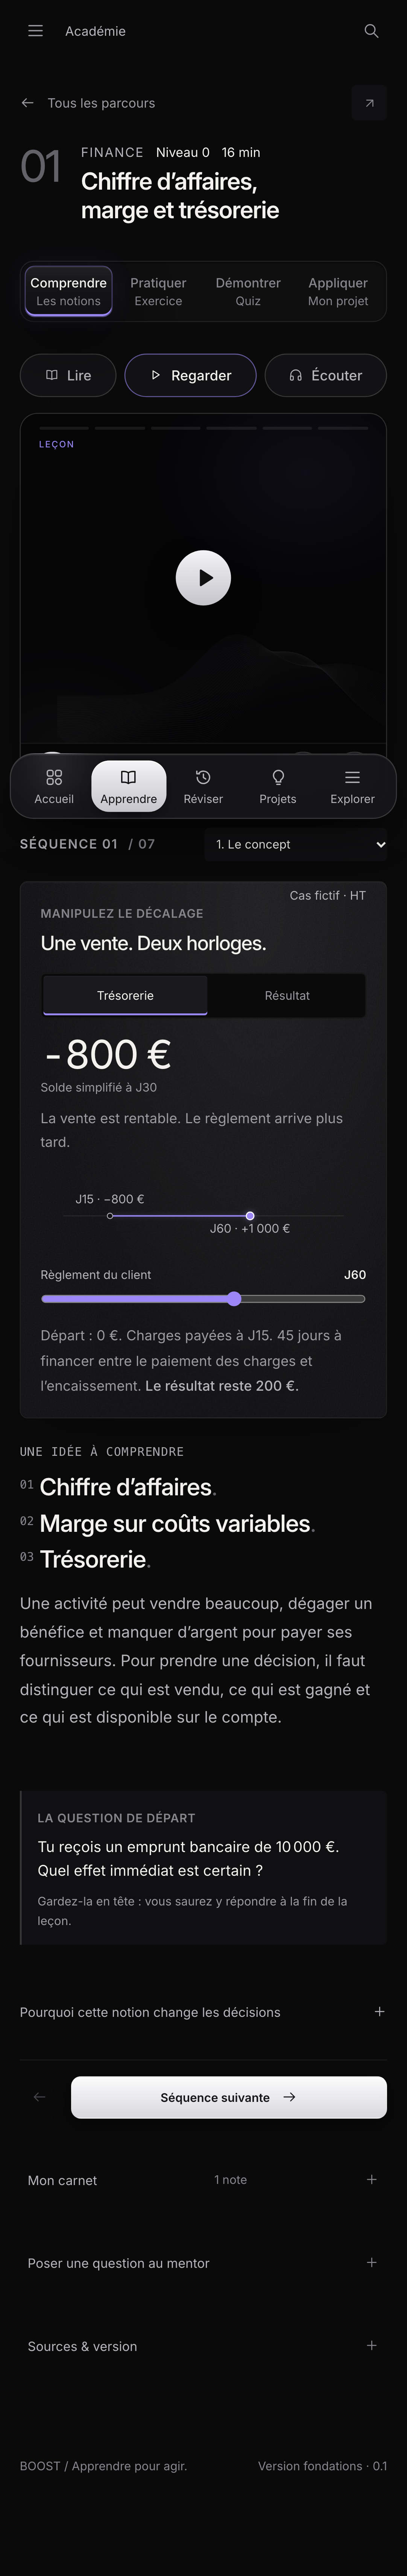 Académie
Tous les parcours
01
FINANCE Niveau 0 16 min
Chiffre d’affaires,
marge et trésorerie
Comprendre
Les notions
Pratiquer
Exercice
Démontrer
Quiz
Appliquer
Mon projet
Lire
Regarder
Écouter
LEÇON
Accueil
Apprendre
Réviser
Projets
Explorer
SÉQUENCE 01 / 07
1. Le concept
Cas fictif · HT
MANIPULEZ LE DÉCALAGE
Une vente. Deux horloges.
Trésorerie
Résultat
-800 €
Solde simplifié à J30
La vente est rentable. Le règlement arrive plus
tard.
J15 · −800 €
J60 · +1 000 €
Règlement du client
J60
Départ : 0 €. Charges payées à J15. 45 jours à
financer entre le paiement des charges et
l’encaissement. Le résultat reste 200 €.
UNE IDÉE À COMPRENDRE
01 Chiffre d’affaires.
02 Marge sur coûts variables.
03 Trésorerie.
Une activité peut vendre beaucoup, dégager un
bénéfice et manquer d’argent pour payer ses
fournisseurs. Pour prendre une décision, il faut
distinguer ce qui est vendu, ce qui est gagné et
ce qui est disponible sur le compte.
LA QUESTION DE DÉPART
Tu reçois un emprunt bancaire de 10 000 €.
Quel effet immédiat est certain ?
Gardez-la en tête : vous saurez y répondre à la fin de la
leçon.
Pourquoi cette notion change les décisions
Séquence suivante
Mon carnet
1 note
Poser une question au mentor
Sources & version
BOOST / Apprendre pour agir.
Version fondations · 0.1